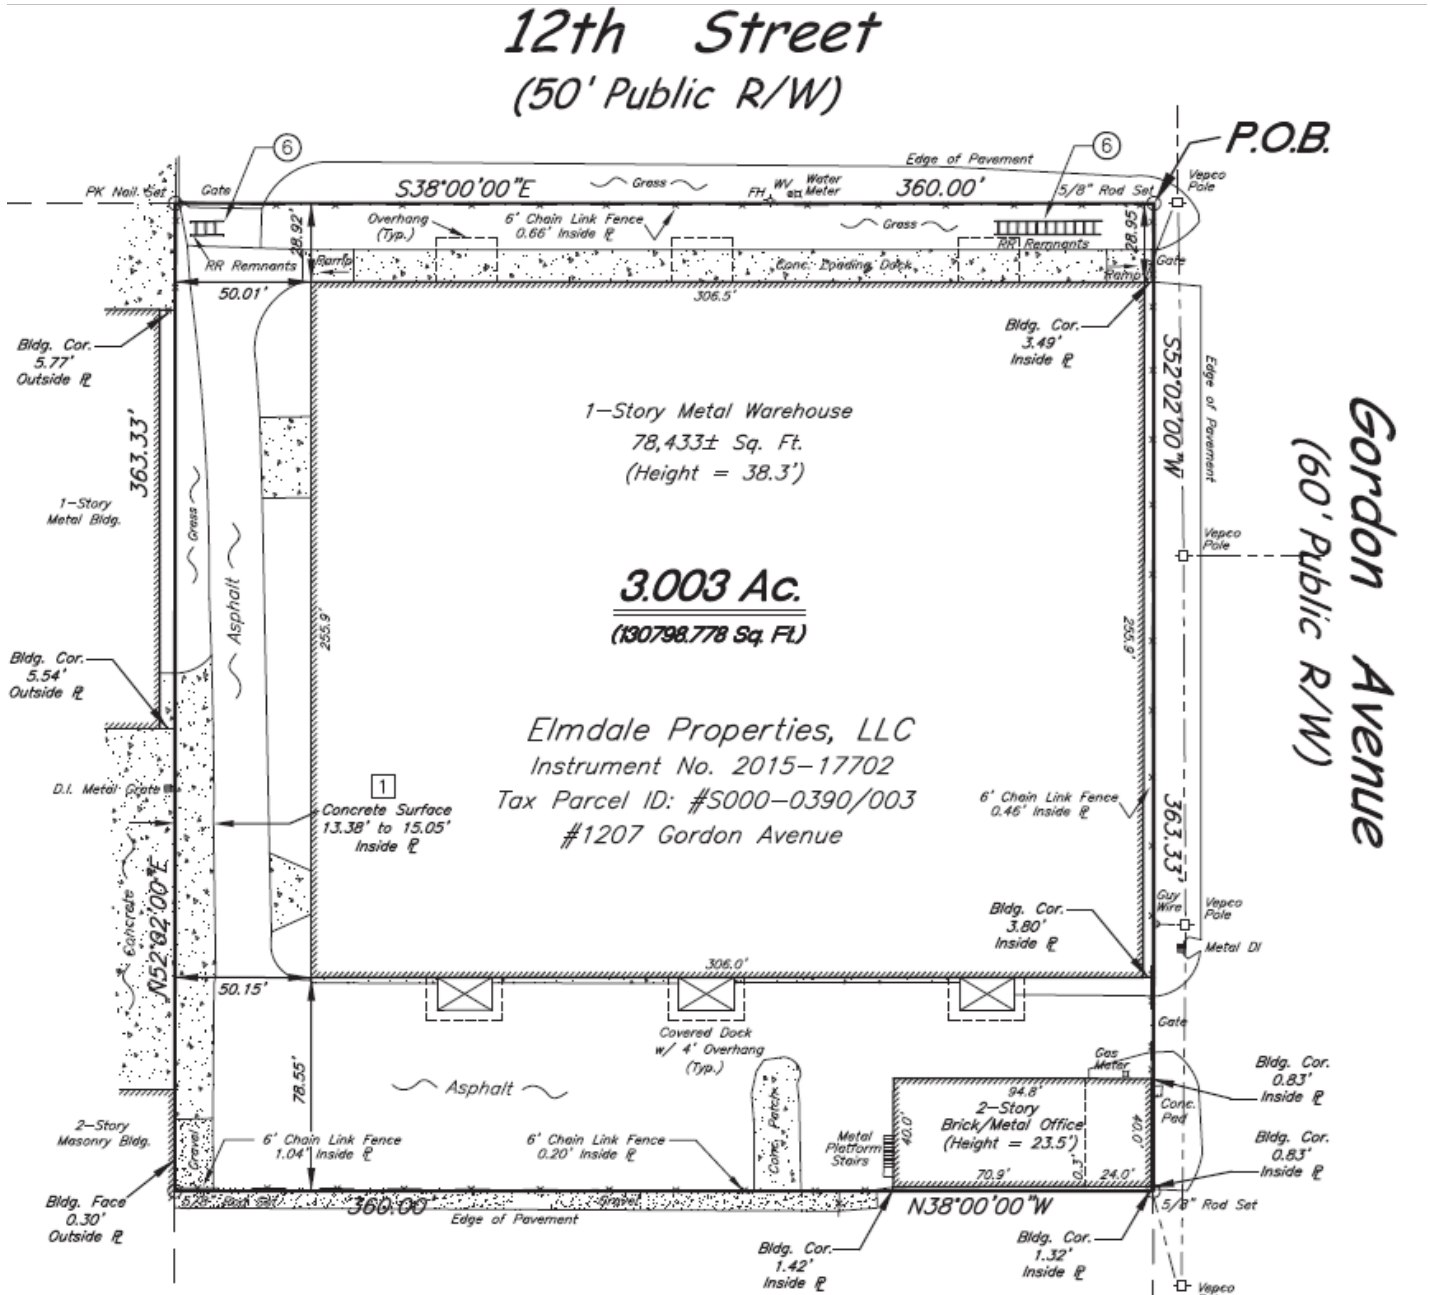 12th Street
(50' Public R/W)
P.O.B.
6
6
Edge of Pavement
PK Nail Set
Gate
S38°00'00"E
Grass
FH
WV
Water
Meter
360.00'
5/8" Rod Set
Vepco
Pole
28.92'
Overhang
(Typ.)
6' Chain Link Fence
0.66' Inside ℞
Grass
RR Remnants
28.95'
RR Remnants
Ramp
Conc. Loading Dock
Ramp
Gate
50.01'
306.5'
Bldg. Cor.
5.77'
Outside ℞
Bldg. Cor.
3.49'
Inside ℞
S52°02'00"W
Edge of Pavement
363.33'
1-Story Metal Warehouse
78,433± Sq. Ft.
(Height = 38.3')
Gordon Avenue
(60' Public R/W)
1-Story
Metal Bldg.
Grass
Asphalt
Vepco
Pole
3.003 Ac.
(130798.778 Sq. Ft.)
255.9'
255.9'
Bldg. Cor.
5.54'
Outside ℞
Elmdale Properties, LLC
Instrument No. 2015-17702
Tax Parcel ID: #S000-0390/003
#1207 Gordon Avenue
D.I. Metal Grate
1
Concrete Surface
13.38' to 15.05'
Inside ℞
6' Chain Link Fence
0.46' Inside ℞
363.33'
Concrete
N52°02'00"E
Bldg. Cor.
3.80'
Inside ℞
Guy
Wire
Vepco
Pole
Metal DI
50.15'
306.0'
Gate
Covered Dock
w/ 4' Overhang
(Typ.)
78.55'
Asphalt
Gas
Meter
Bldg. Cor.
0.83'
Inside ℞
94.8'
2-Story
Brick/Metal Office
(Height = 23.5')
40.0'
40.0'
Conc.
Pad
2-Story
Masonry Bldg.
Gravel
6' Chain Link Fence
1.04' Inside ℞
6' Chain Link Fence
0.20' Inside ℞
Conc. Patch
Metal
Platform
Stairs
70.9'
0.3'
24.0'
Bldg. Cor.
0.83'
Inside ℞
Bldg. Face
0.30'
Outside ℞
5/8" Rod Set
360.00'
Gravel
Edge of Pavement
N38°00'00"W
5/8" Rod Set
Bldg. Cor.
1.42'
Inside ℞
Bldg. Cor.
1.32'
Inside ℞
Vepco